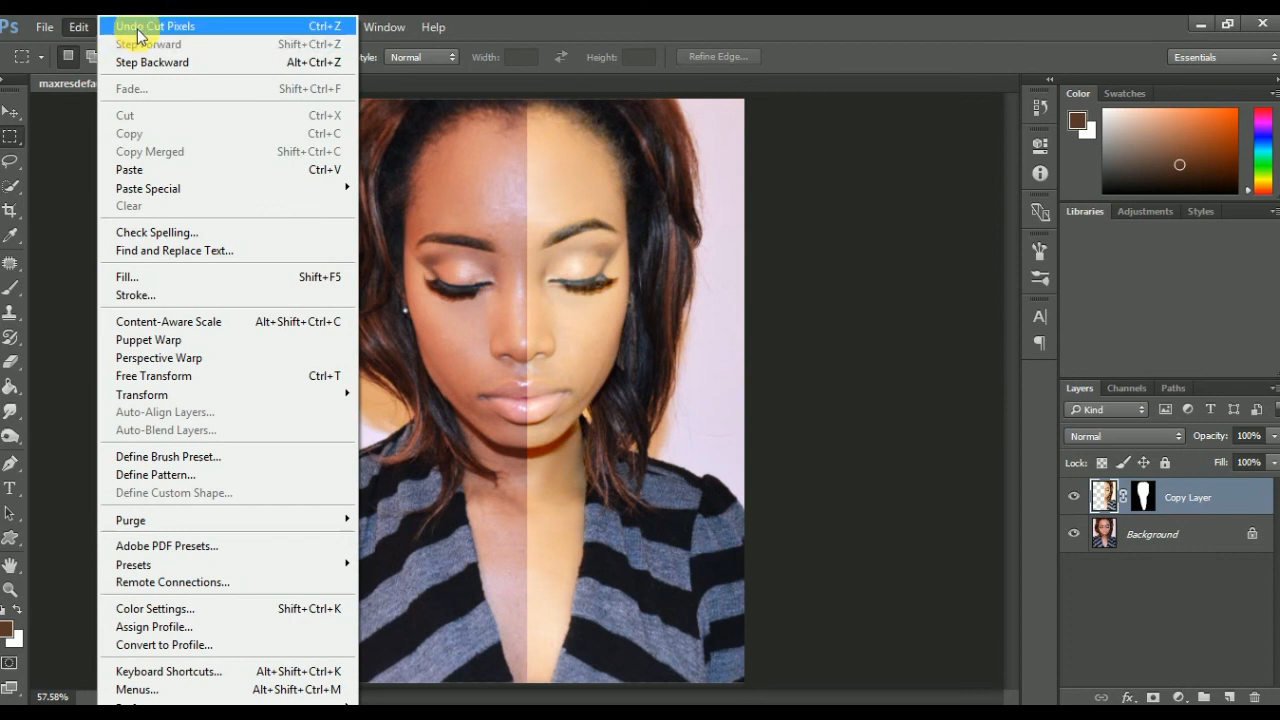 Ps File Edit Window Help
Style: Normal Width: Height: Refine Edge... Essentials
maxresdefa
Undo Cut Pixels Ctrl+Z
Step Forward Shift+Ctrl+Z
Step Backward Alt+Ctrl+Z
Fade... Shift+Ctrl+F
Cut Ctrl+X
Copy Ctrl+C
Copy Merged Shift+Ctrl+C
Paste Ctrl+V
Paste Special
Clear
Check Spelling...
Find and Replace Text...
Fill... Shift+F5
Stroke...
Content-Aware Scale Alt+Shift+Ctrl+C
Puppet Warp
Perspective Warp
Free Transform Ctrl+T
Transform
Auto-Align Layers...
Auto-Blend Layers...
Define Brush Preset...
Define Pattern...
Define Custom Shape...
Purge
Adobe PDF Presets...
Presets
Remote Connections...
Color Settings... Shift+Ctrl+K
Assign Profile...
Convert to Profile...
Keyboard Shortcuts... Alt+Shift+Ctrl+K
Menus... Alt+Shift+Ctrl+M
57.58%
Color Swatches
Libraries Adjustments Styles
Layers Channels Paths
Kind
Normal Opacity: 100%
Lock: Fill: 100%
Copy Layer
Background